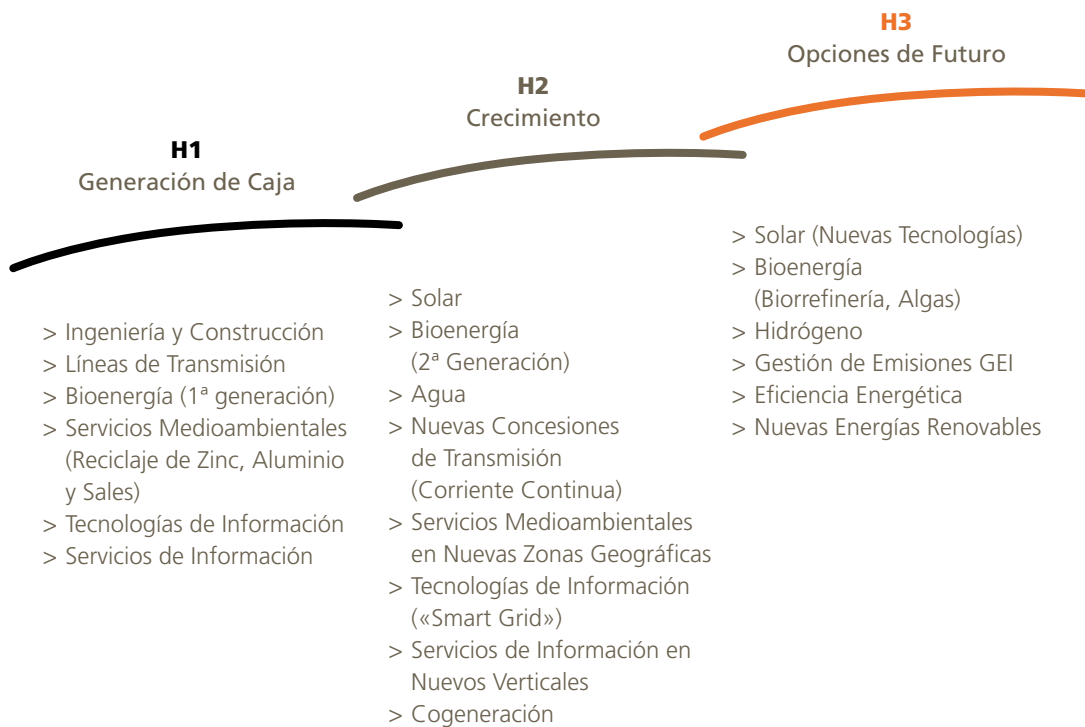 H1
Generación de Caja
> Ingeniería y Construcción
> Líneas de Transmisión
> Bioenergía (1ª generación)
> Servicios Medioambientales
(Reciclaje de Zinc, Aluminio
y Sales)
> Tecnologías de Información
> Servicios de Información
H2
Crecimiento
> Solar
> Bioenergía
(2ª Generación)
> Agua
> Nuevas Concesiones
de Transmisión
(Corriente Continua)
> Servicios Medioambientales
en Nuevas Zonas Geográficas
> Tecnologías de Información
(«Smart Grid»)
> Servicios de Información en
Nuevos Verticales
> Cogeneración
H3
Opciones de Futuro
> Solar (Nuevas Tecnologías)
> Bioenergía
(Biorrefinería, Algas)
> Hidrógeno
> Gestión de Emisiones GEI
> Eficiencia Energética
> Nuevas Energías Renovables